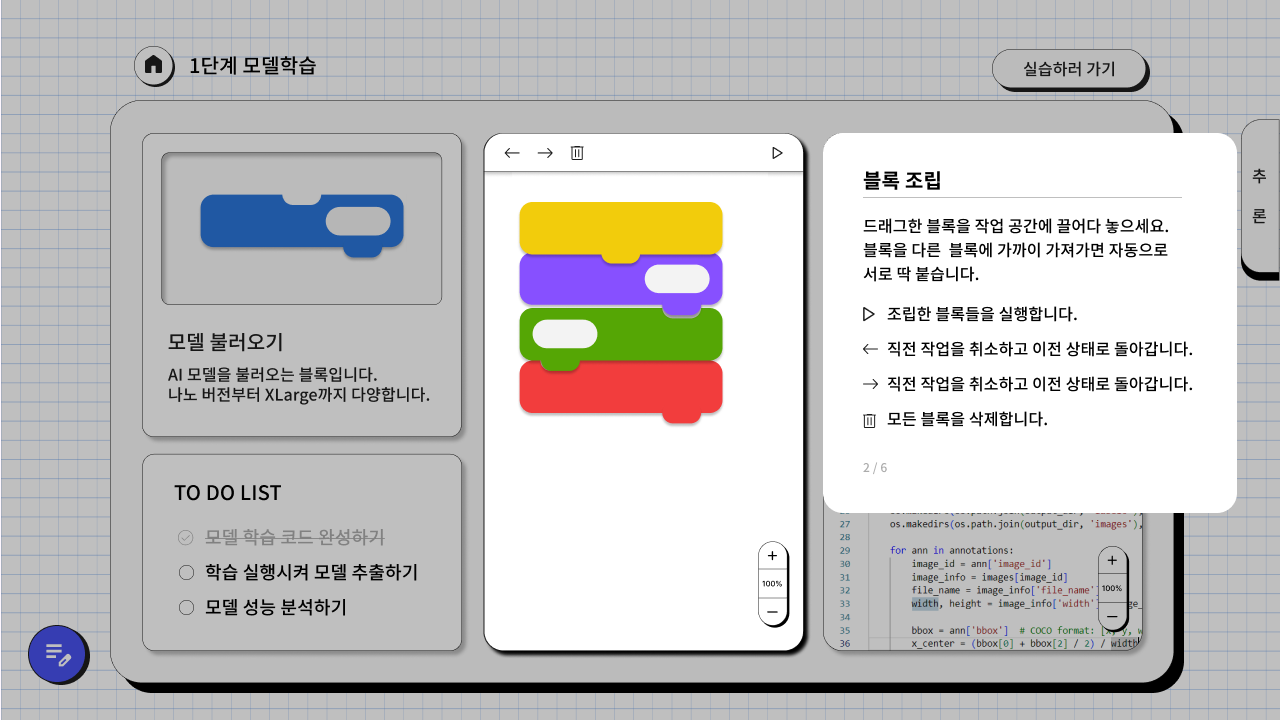 1단계 모델학습
실습하러 가기
모델 불러오기
AI 모델을 불러오는 블록입니다.
나노 버전부터 XLarge까지 다양합니다.
TO DO LIST
모델 학습 코드 완성하기
학습 실행시켜 모델 추출하기
모델 성능 분석하기
+
100%
−
블록 조립
드래그한 블록을 작업 공간에 끌어다 놓으세요.
블록을 다른 블록에 가까이 가져가면 자동으로
서로 딱 붙습니다.
조립한 블록들을 실행합니다.
직전 작업을 취소하고 이전 상태로 돌아갑니다.
직전 작업을 취소하고 이전 상태로 돌아갑니다.
모든 블록을 삭제합니다.
2 / 6
27 os.makedirs(os.path.join(output_dir, 'images'),
28
29 for ann in annotations:
30 image_id = ann['image_id']
31 image_info = images[image_id]
32 file_name = image_info['file_name'
33 width, height = image_info['width'
34
35 bbox = ann['bbox'] # COCO format: [x, y, w
36 x_center = (bbox[0] + bbox[2] / 2) / width
+
100%
−
추
론